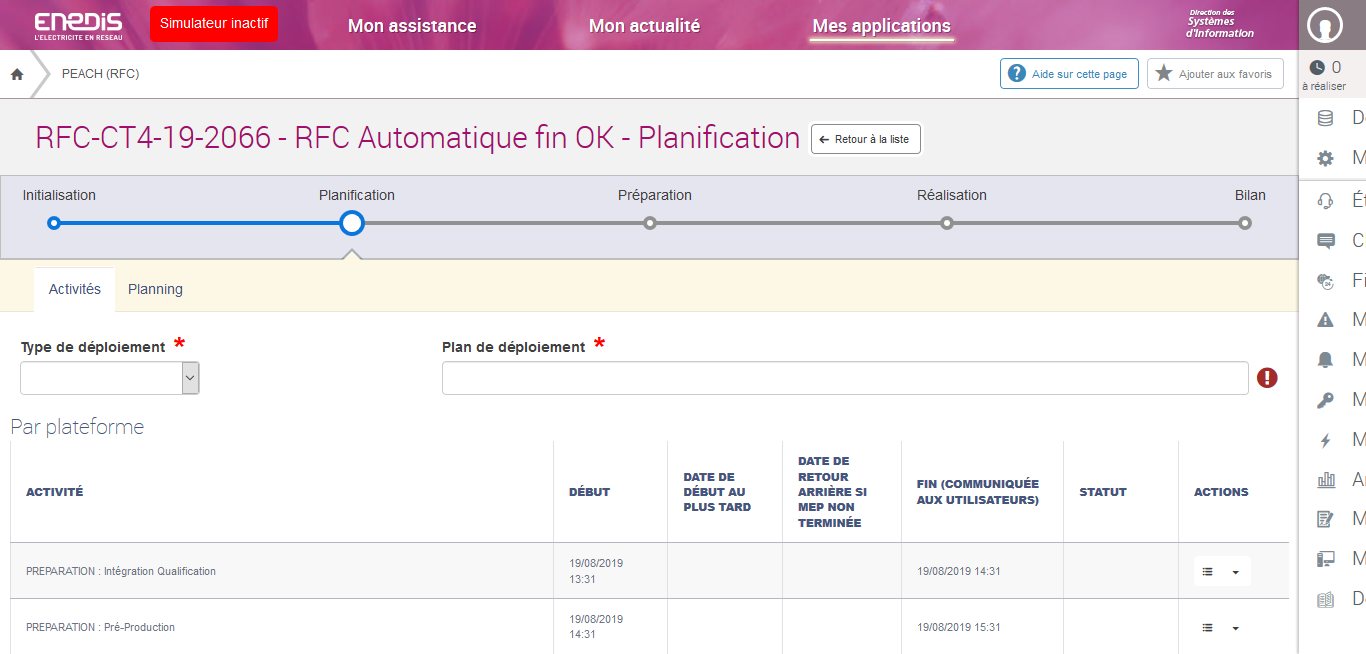 enedis
L'ELECTRICITE EN RESEAU
Simulateur inactif
Mon assistance
Mon actualité
Mes applications
Direction des
Systèmes
d'Information
PEACH (RFC)
Aide sur cette page
Ajouter aux favoris
0
à réaliser
RFC-CT4-19-2066 - RFC Automatique fin OK - Planification
Retour à la liste
Initialisation
Planification
Préparation
Réalisation
Bilan
Activités
Planning
Type de déploiement *
Plan de déploiement *
Par plateforme
ACTIVITÉ
DÉBUT
DATE DE
DÉBUT AU
PLUS TARD
DATE DE
RETOUR
ARRIÈRE SI
MEP NON
TERMINÉE
FIN (COMMUNIQUÉE
AUX UTILISATEURS)
STATUT
ACTIONS
PREPARATION : Intégration Qualification
19/08/2019
13:31
19/08/2019 14:31
PREPARATION : Pré-Production
19/08/2019
14:31
19/08/2019 15:31